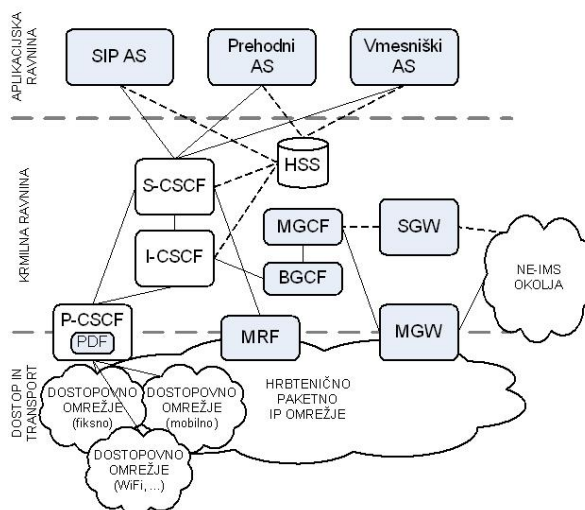 APLIKACIJSKA
RAVNINA
SIP AS
Prehodni
AS
Vmesniški
AS
KRMILNA RAVNINA
HSS
S-CSCF
I-CSCF
MGCF
SGW
BGCF
NE-IMS
OKOLJA
P-CSCF
PDF
MRF
MGW
DOSTOP IN
TRANSPORT
HRBTENIČNO
PAKETNO
IP OMREŽJE
DOSTOPOVNO
OMREŽJE
(fiksno)
DOSTOPOVNO
OMREŽJE
(mobilno)
DOSTOPOVNO
OMREŽJE
(WiFi, ...)